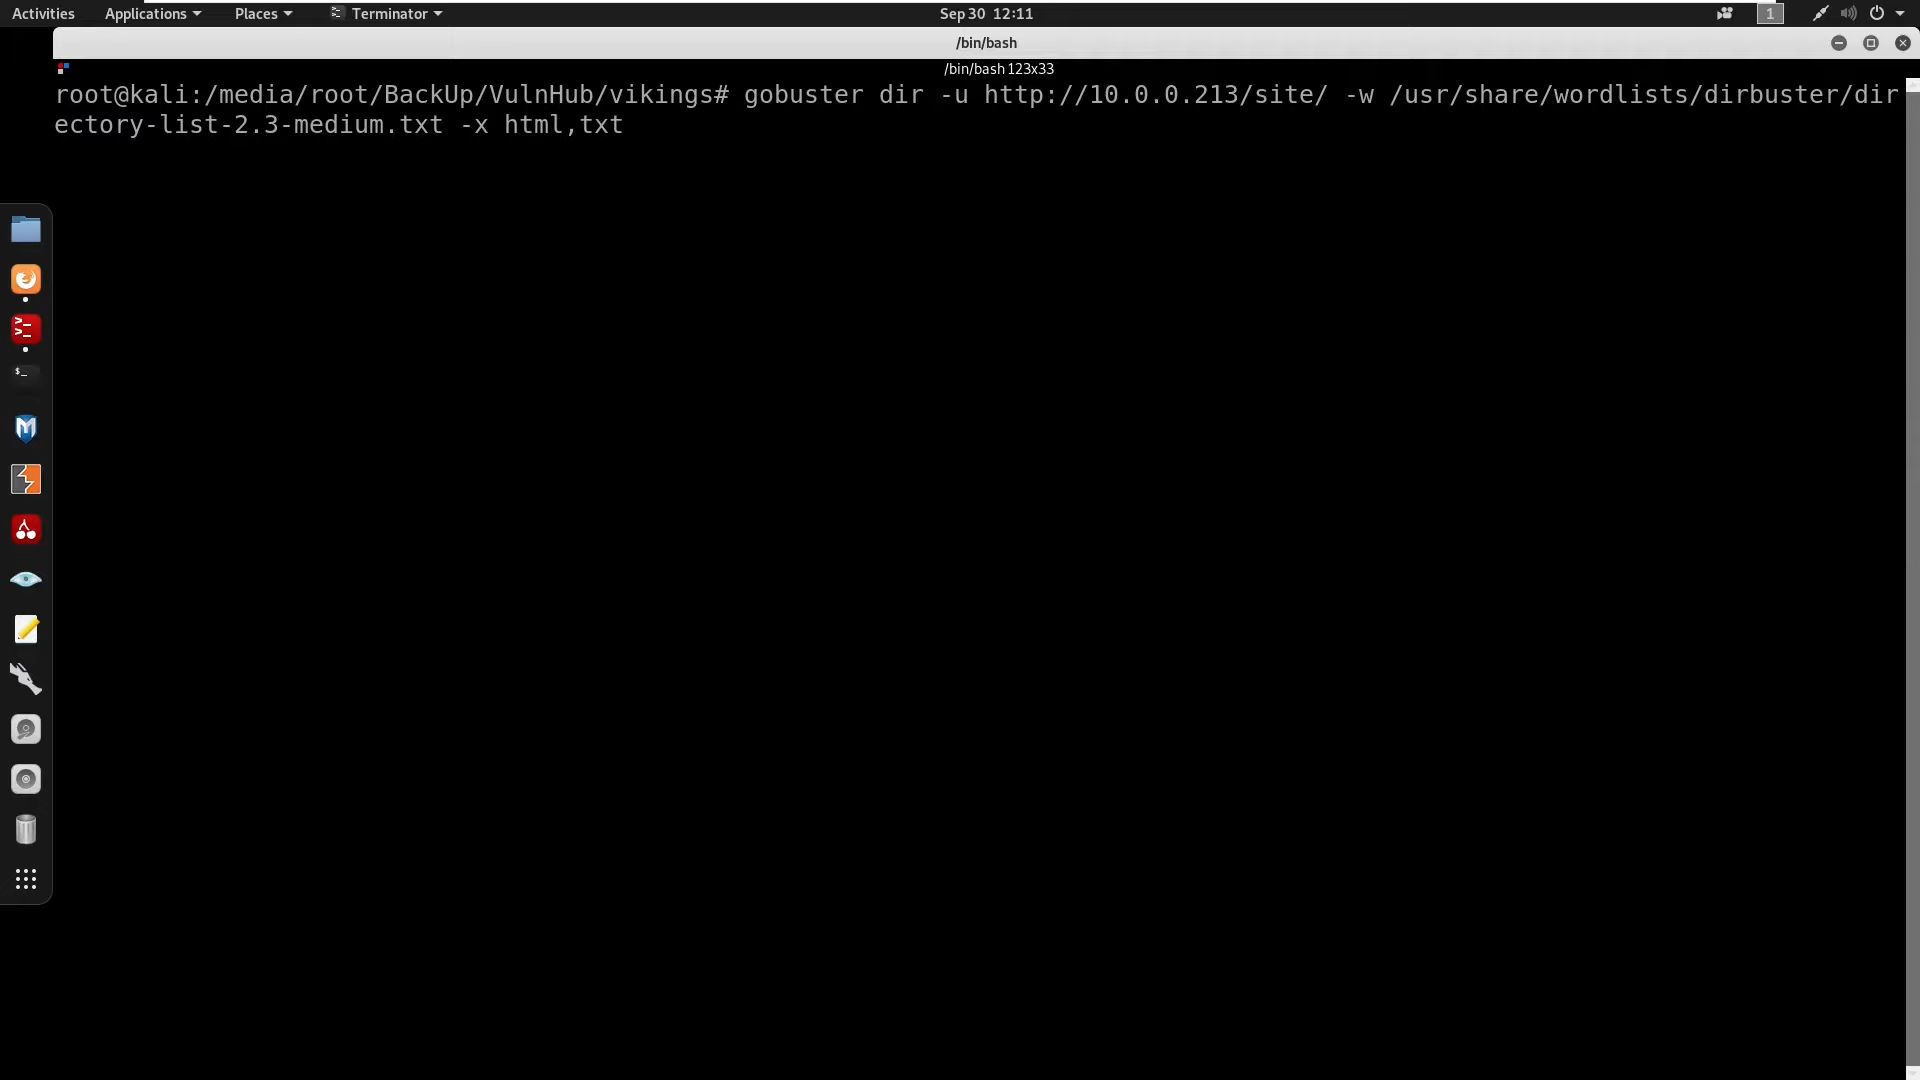 Activities Applications Places Terminator Sep 30 12:11 1
/bin/bash
/bin/bash 123x33
root@kali:/media/root/BackUp/VulnHub/vikings# gobuster dir -u http://10.0.0.213/site/ -w /usr/share/wordlists/dirbuster/dir
ectory-list-2.3-medium.txt -x html,txt